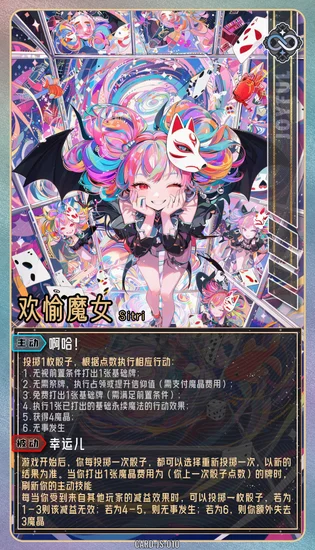 JOYFUL
欢愉魔女 Sitri
主动 啊哈！
投掷1枚骰子，根据点数执行相应行动：
1.无视前置条件打出1张基础牌；
2.无需祭牌，执行占领或提升信仰值（需支付魔晶费用）；
3.免费打出1张基础牌（需满足前置条件）；
4.执行1张已打出的基础永续魔法的行动效果；
5.获得4魔晶；
6.无事发生
被动 幸运儿
游戏开始后，你每投掷一次骰子，都可以选择重新投掷一次，以新的
结果为准。当你打出1张魔晶费用为（你上一次骰子点数）的牌时，
刷新你的主动技能
每当你受到来自其他玩家的减益效果时，可以投掷一枚骰子，若为
1-3则该减益无效；若为4-5，则无事发生；若为6，则你额外失去
3魔晶